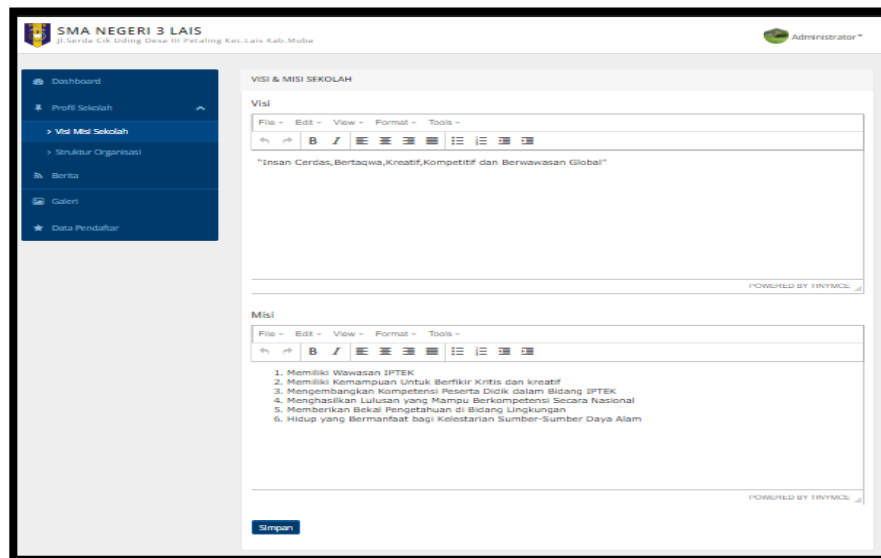 SMA NEGERI 3 LAIS
Jl.Serda Cik Uding Desa III Petaling Kec.Lais Kab.Muba
Administrator
Dashboard
Profil Sekolah
> Visi Misi Sekolah
> Struktur Organisasi
Berita
Galeri
Data Pendaftar
VISI & MISI SEKOLAH
Visi
File Edit View Format Tools
B I
"Insan Cerdas,Bertaqwa,Kreatif,Kompetitif dan Berwawasan Global"
POWERED BY TINYMCE
Misi
File Edit View Format Tools
B I
1. Memiliki Wawasan IPTEK
2. Memiliki Kemampuan Untuk Berfikir Kritis dan kreatif
3. Mengembangkan Kompetensi Peserta Didik dalam Bidang IPTEK
4. Menghasilkan Lulusan yang Mampu Berkompetensi Secara Nasional
5. Memberikan Bekal Pengetahuan di Bidang Lingkungan
6. Hidup yang Bermanfaat bagi Kelestarian Sumber-Sumber Daya Alam
POWERED BY TINYMCE
Simpan